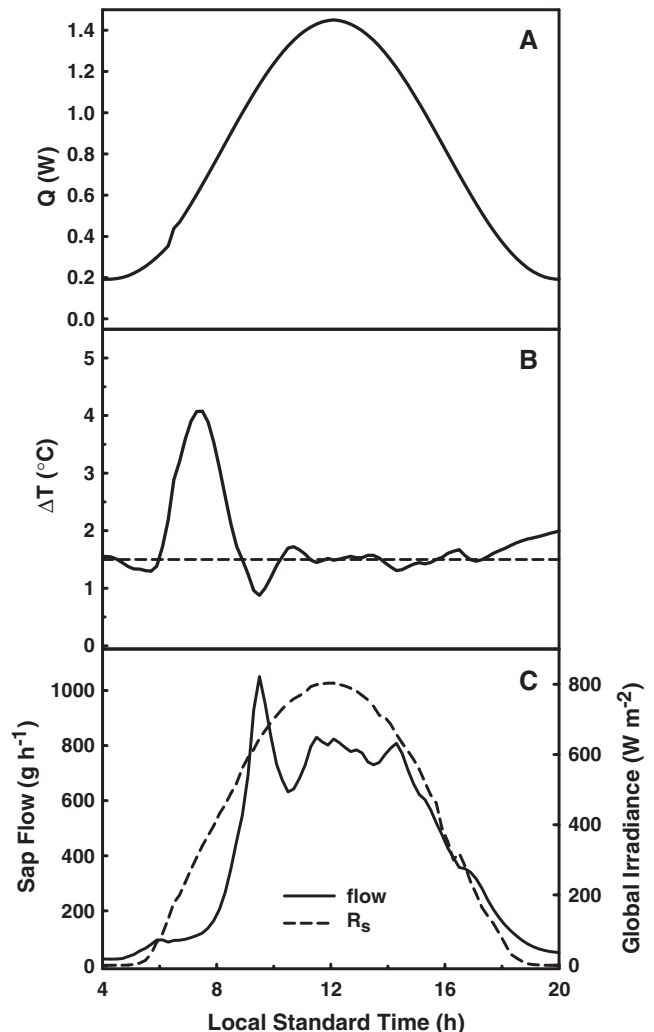 A
1.4
1.2
1.0
0.8
0.6
0.4
0.2
0.0
Q (W)
B
5
4
3
2
1
0
ΔT (°C)
C
1000
800
600
400
200
0
Sap Flow (g h-1)
800
600
400
200
0
Global Irradiance (W m-2)
flow
Rs
4 8 12 16 20
Local Standard Time (h)